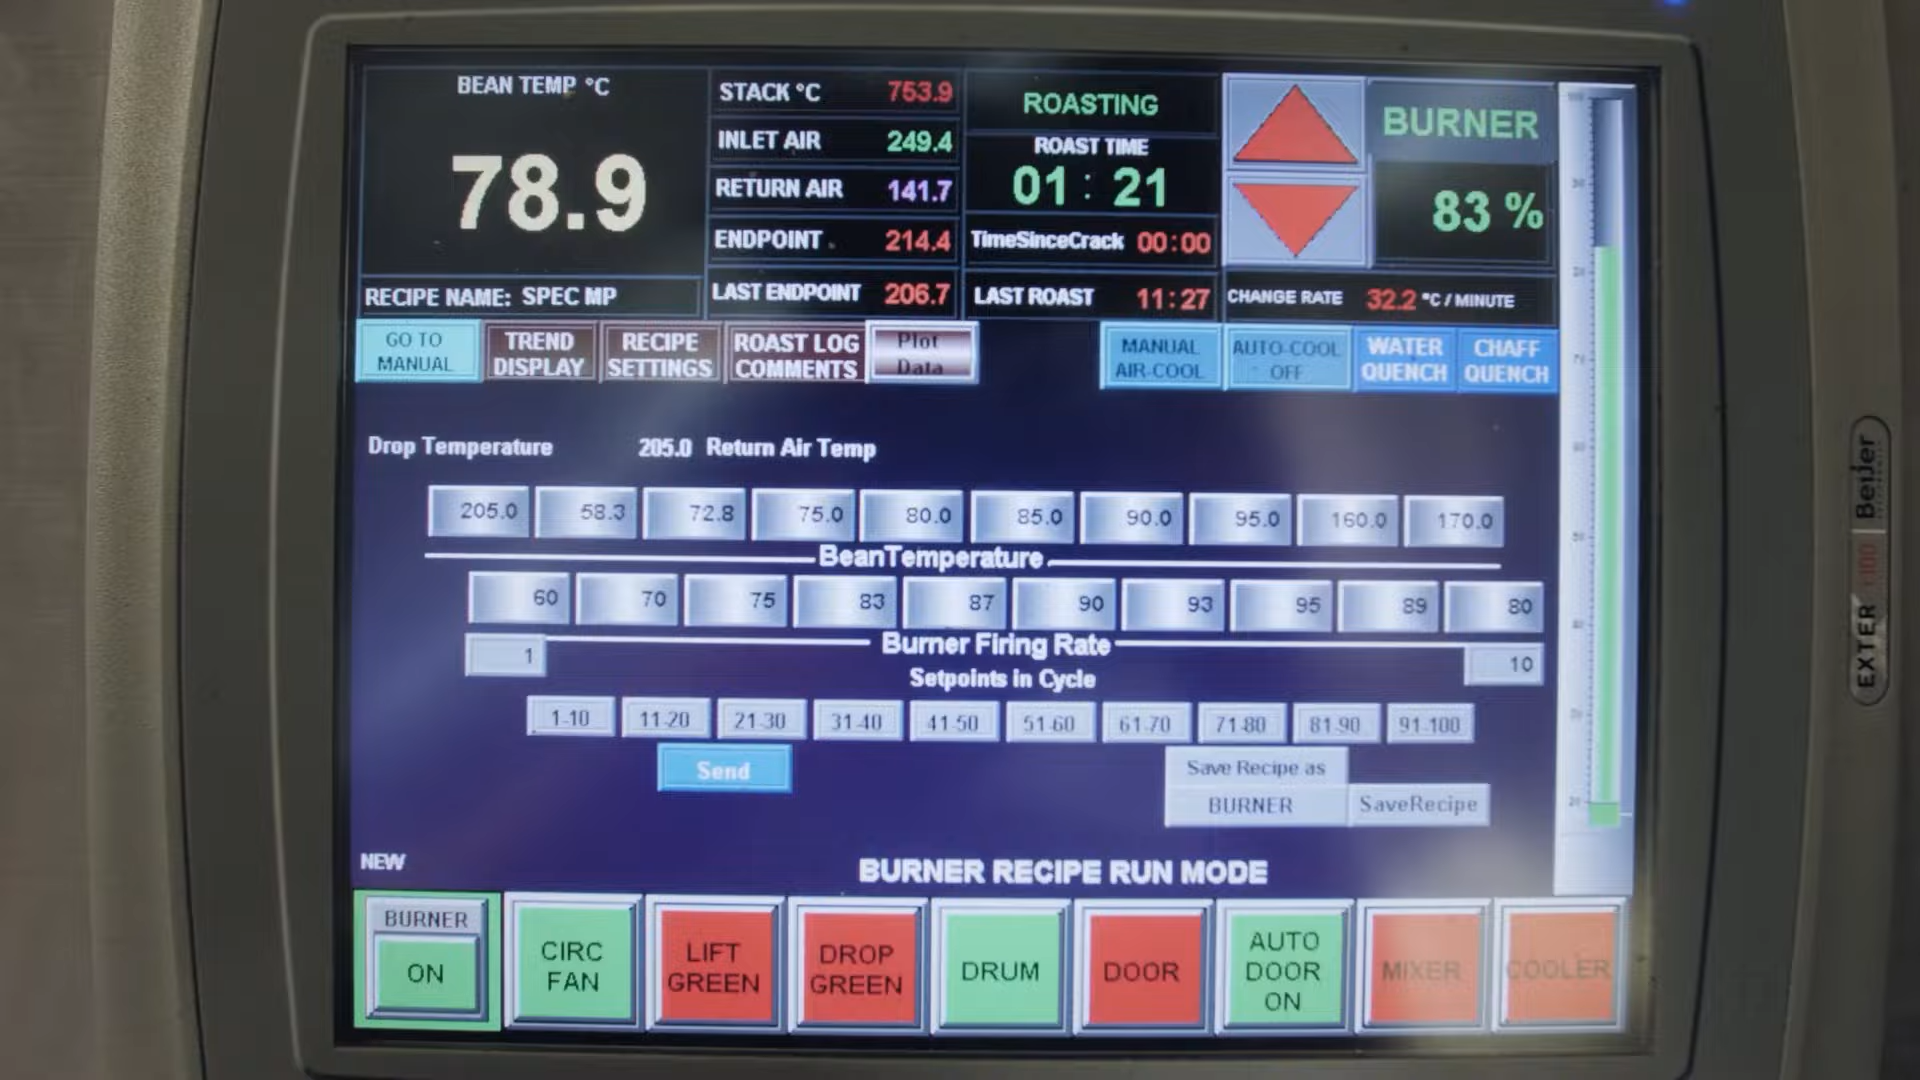 BEAN TEMP °C
78.9
RECIPE NAME: SPEC MP
STACK °C 753.9
INLET AIR 249.4
RETURN AIR 141.7
ENDPOINT 214.4
LAST ENDPOINT 206.7
ROASTING
ROAST TIME
01:21
TimeSinceCrack 00:00
LAST ROAST 11:27
BURNER
83 %
CHANGE RATE 32.2 °C / MINUTE
GO TO MANUAL
TREND DISPLAY
RECIPE SETTINGS
ROAST LOG COMMENTS
Plot Data
MANUAL AIR-COOL
AUTO-COOL OFF
WATER QUENCH
CHAFF QUENCH
Drop Temperature 205.0 Return Air Temp
205.0 58.3 72.8 75.0 80.0 85.0 90.0 95.0 160.0 170.0
BeanTemperature
60 70 75 83 87 90 93 95 89 80
Burner Firing Rate
1 10
Setpoints in Cycle
1-10 11-20 21-30 31-40 41-50 51-60 61-70 71-80 81-90 91-100
Send
Save Recipe as
BURNER SaveRecipe
NEW
BURNER RECIPE RUN MODE
BURNER
ON
CIRC FAN
LIFT GREEN
DROP GREEN
DRUM
DOOR
AUTO DOOR ON
MIXER
COOLER
EXTER T100 Beijer